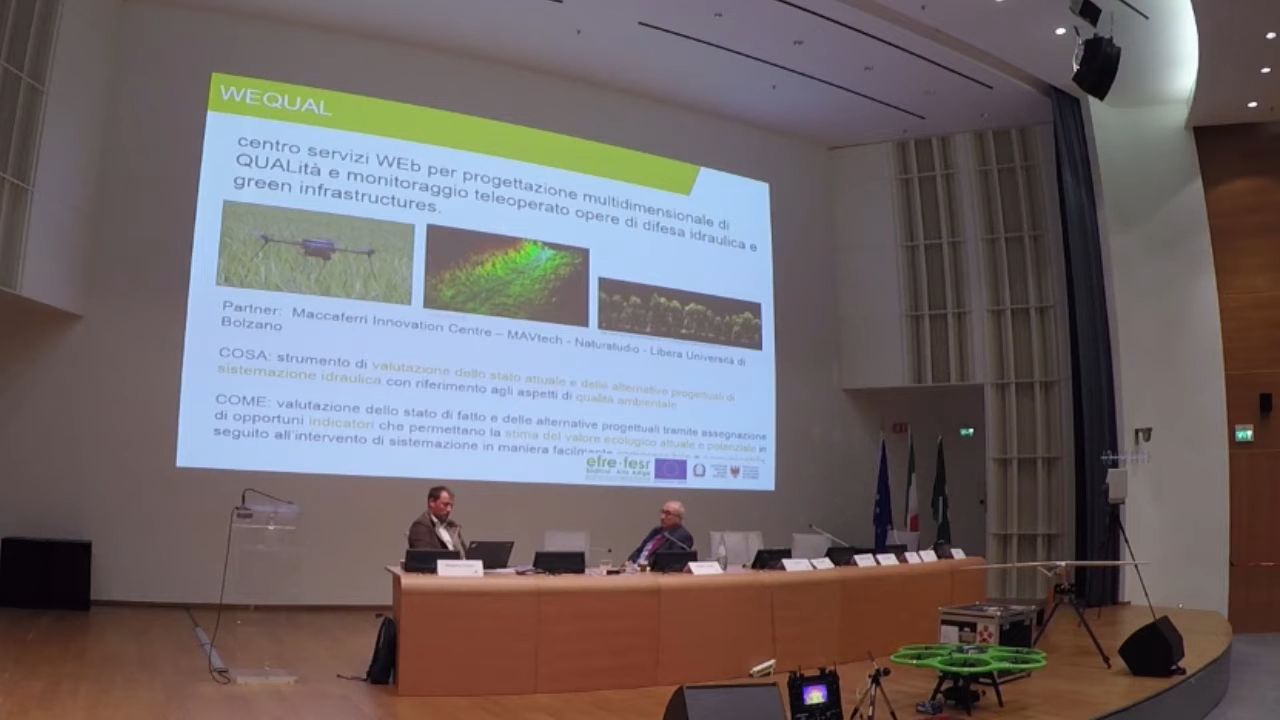 WEQUAL
centro servizi WEb per progettazione multidimensionale di
QUALità e monitoraggio teleoperato opere di difesa idraulica e
green infrastructures.
Partner: Maccaferri Innovation Centre – MAVtech - Naturstudio - Libera Università di
Bolzano
COSA: strumento di valutazione dello stato attuale e delle alternative progettuali di
sistemazione idraulica con riferimento agli aspetti di qualità ambientale
COME: valutazione dello stato di fatto e delle alternative progettuali tramite assegnazione
di opportuni indicatori che permettano la stima del valore ecologico attuale e potenziale in
seguito all'intervento di sistemazione in maniera
efre·fesr
Südtirol · Alto Adige